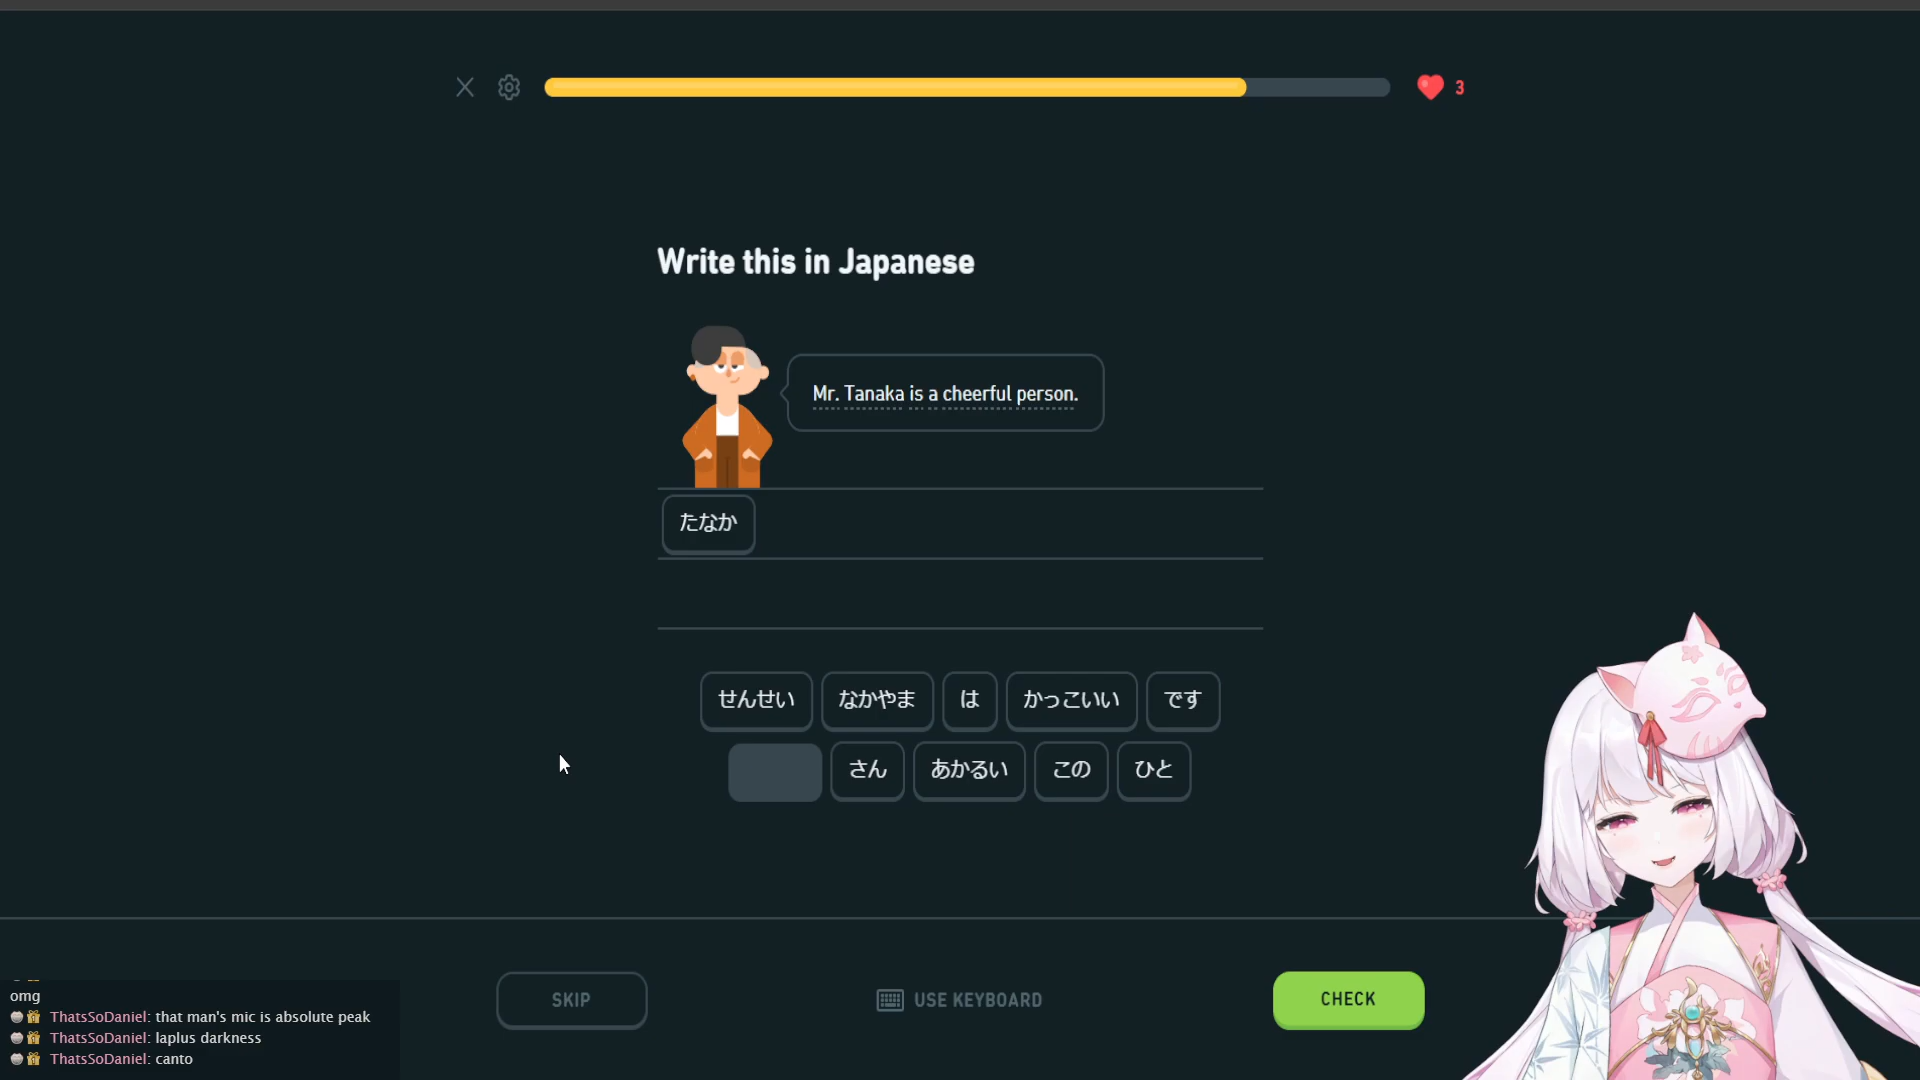 3
Write this in Japanese
Mr. Tanaka is a cheerful person.
たなか
せんせい なかやま は かっこいい です
さん あかるい この ひと
SKIP USE KEYBOARD CHECK
omg
ThatsSoDaniel: that man's mic is absolute peak
ThatsSoDaniel: laplus darkness
ThatsSoDaniel: canto